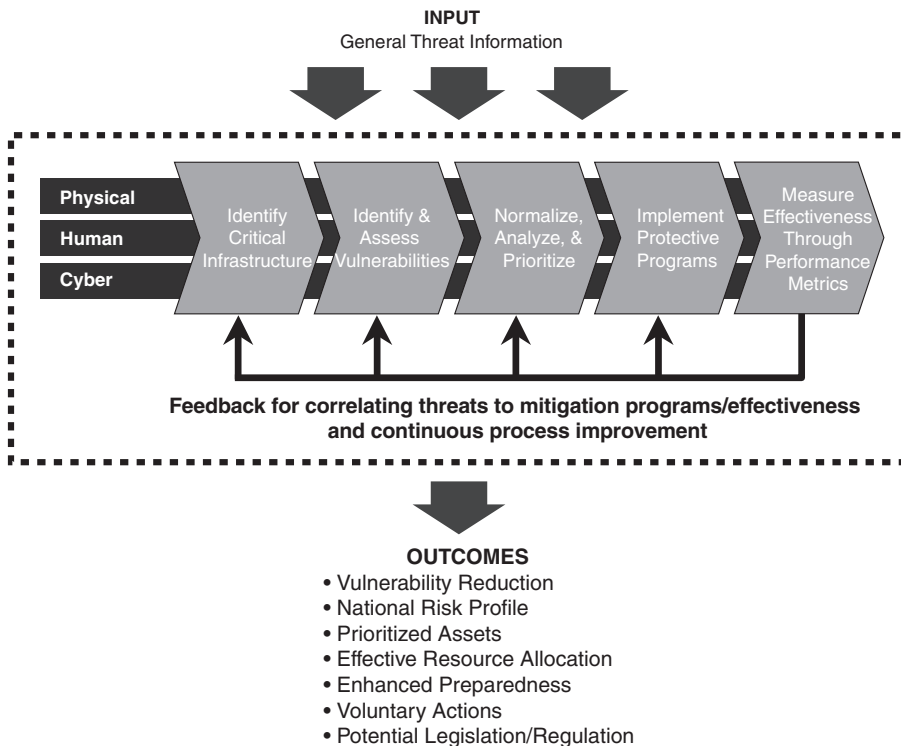 INPUT
General Threat Information
Physical
Human
Cyber
Identify
Critical
Infrastructure
Identify &
Assess
Vulnerabilities
Normalize,
Analyze, &
Prioritize
Implement
Protective
Programs
Measure
Effectiveness
Through
Performance
Metrics
Feedback for correlating threats to mitigation programs/effectiveness
and continuous process improvement
OUTCOMES
• Vulnerability Reduction
• National Risk Profile
• Prioritized Assets
• Effective Resource Allocation
• Enhanced Preparedness
• Voluntary Actions
• Potential Legislation/Regulation